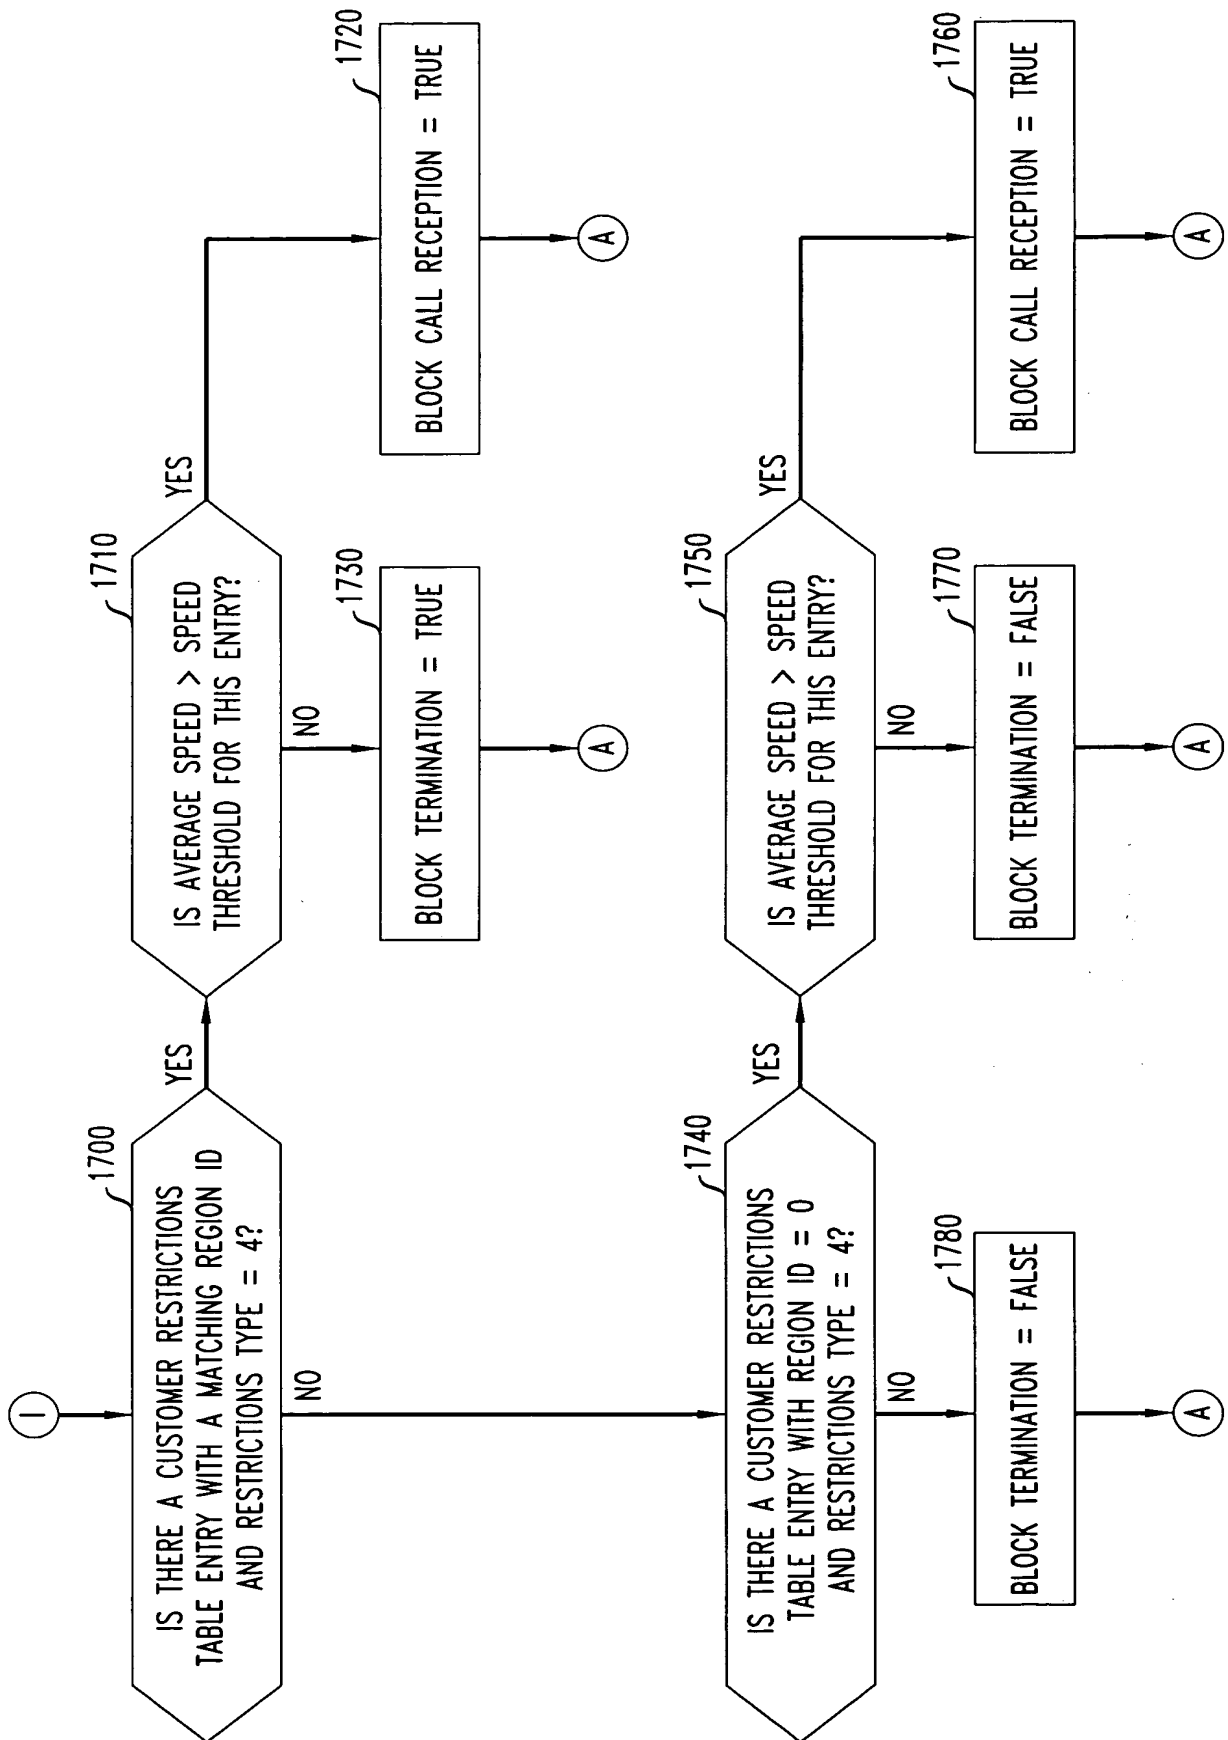 I
1700
IS THERE A CUSTOMER RESTRICTIONS
TABLE ENTRY WITH A MATCHING REGION ID
AND RESTRICTIONS TYPE = 4?
YES
NO
1710
IS AVERAGE SPEED > SPEED
THRESHOLD FOR THIS ENTRY?
YES
NO
1720
BLOCK CALL RECEPTION = TRUE
A
1730
BLOCK TERMINATION = TRUE
A
1740
IS THERE A CUSTOMER RESTRICTIONS
TABLE ENTRY WITH REGION ID = 0
AND RESTRICTIONS TYPE = 4?
YES
NO
1750
IS AVERAGE SPEED > SPEED
THRESHOLD FOR THIS ENTRY?
YES
NO
1760
BLOCK CALL RECEPTION = TRUE
A
1770
BLOCK TERMINATION = FALSE
A
1780
BLOCK TERMINATION = FALSE
A